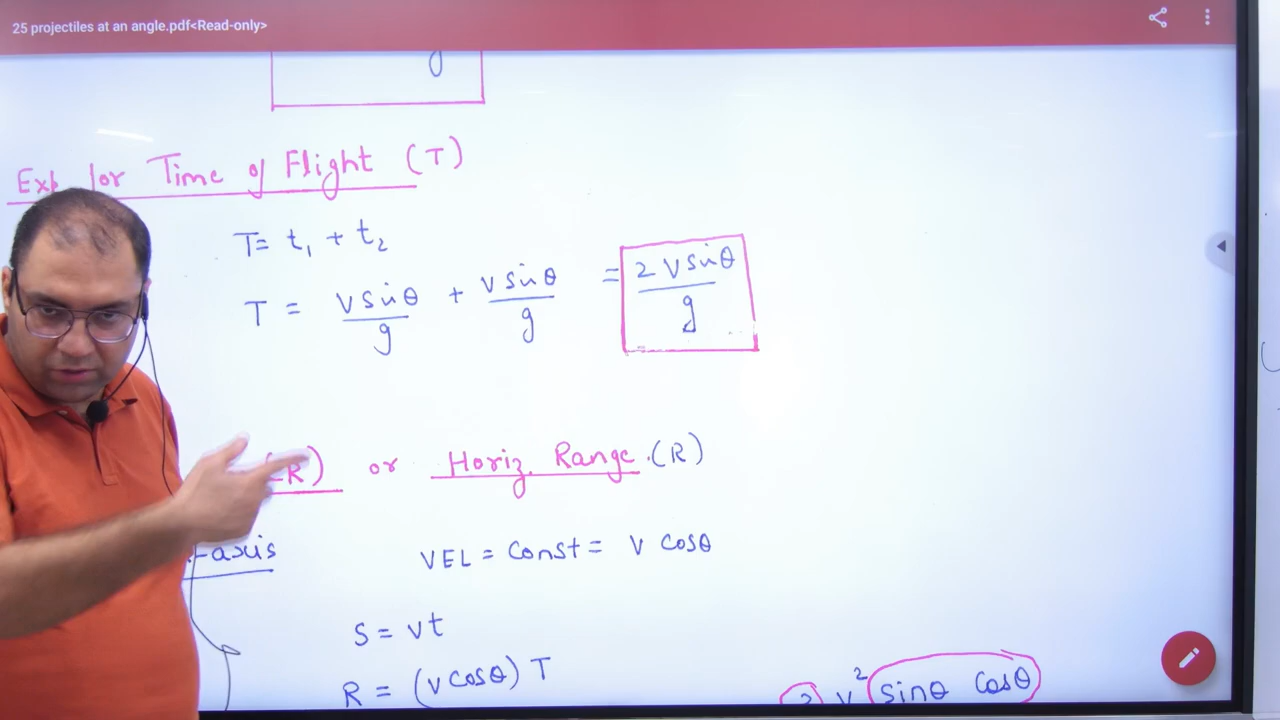 25 projectiles at an angle.pdf<Read-only>
g
Exp for Time of Flight (T)
T= t₁ + t₂
T = v sinθ/g + v sinθ/g = 2 v sinθ/g
(R) or Horiz. Range (R)
axis VEL = Const = v cosθ
S = vt
R = (v cosθ) T
2 v² sinθ cosθ